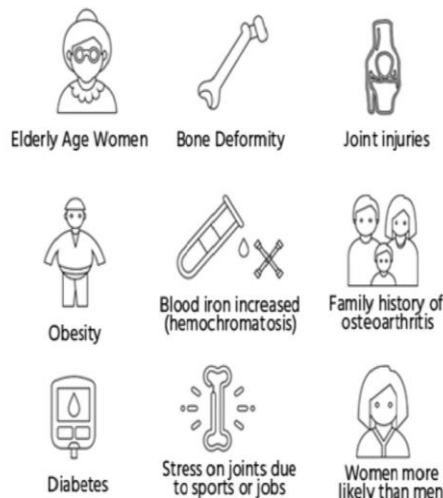 Elderly Age Women
Bone Deformity
Joint injuries
Obesity
Blood iron increased
(hemochromatosis)
Family history of
osteoarthritis
Diabetes
Stress on joints due
to sports or jobs
Women more
likely than men